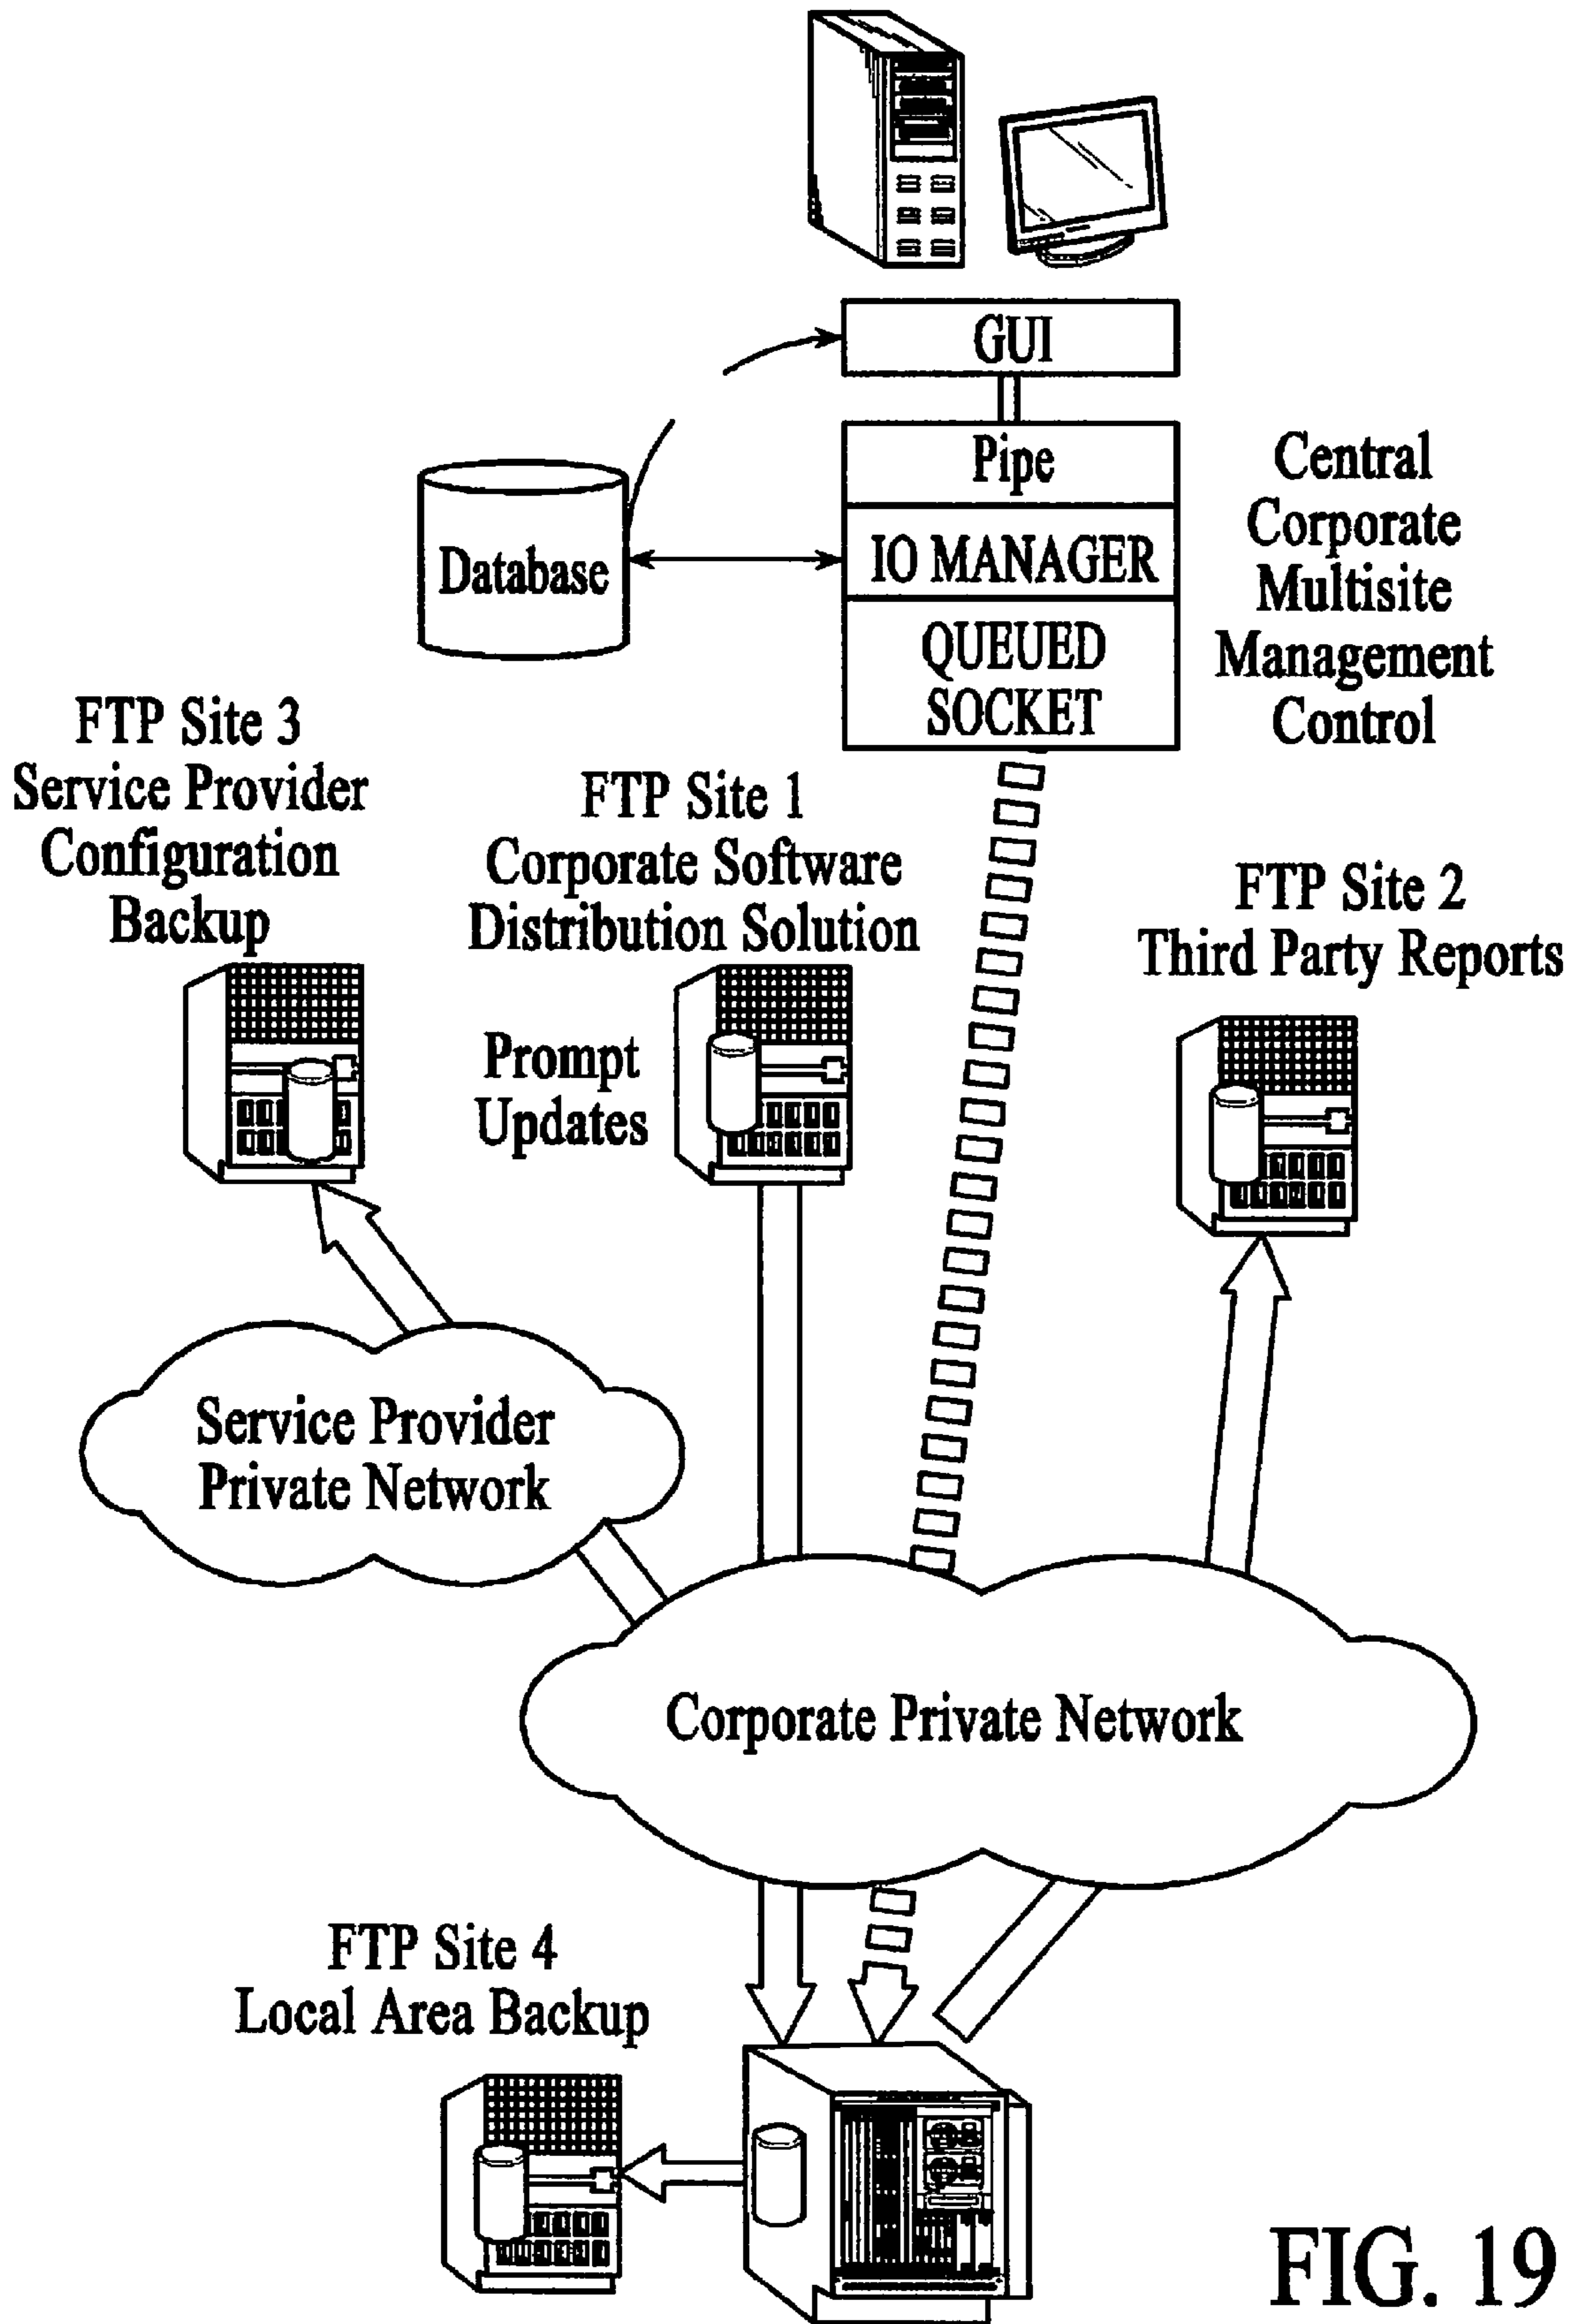 GUI
Pipe
Database
IO MANAGER
QUEUED
SOCKET
Central
Corporate
Multisite
Management
Control
FTP Site 3
Service Provider
Configuration
Backup
FTP Site 1
Corporate Software
Distribution Solution
Prompt
Updates
FTP Site 2
Third Party Reports
Service Provider
Private Network
Corporate Private Network
FTP Site 4
Local Area Backup
FIG. 19